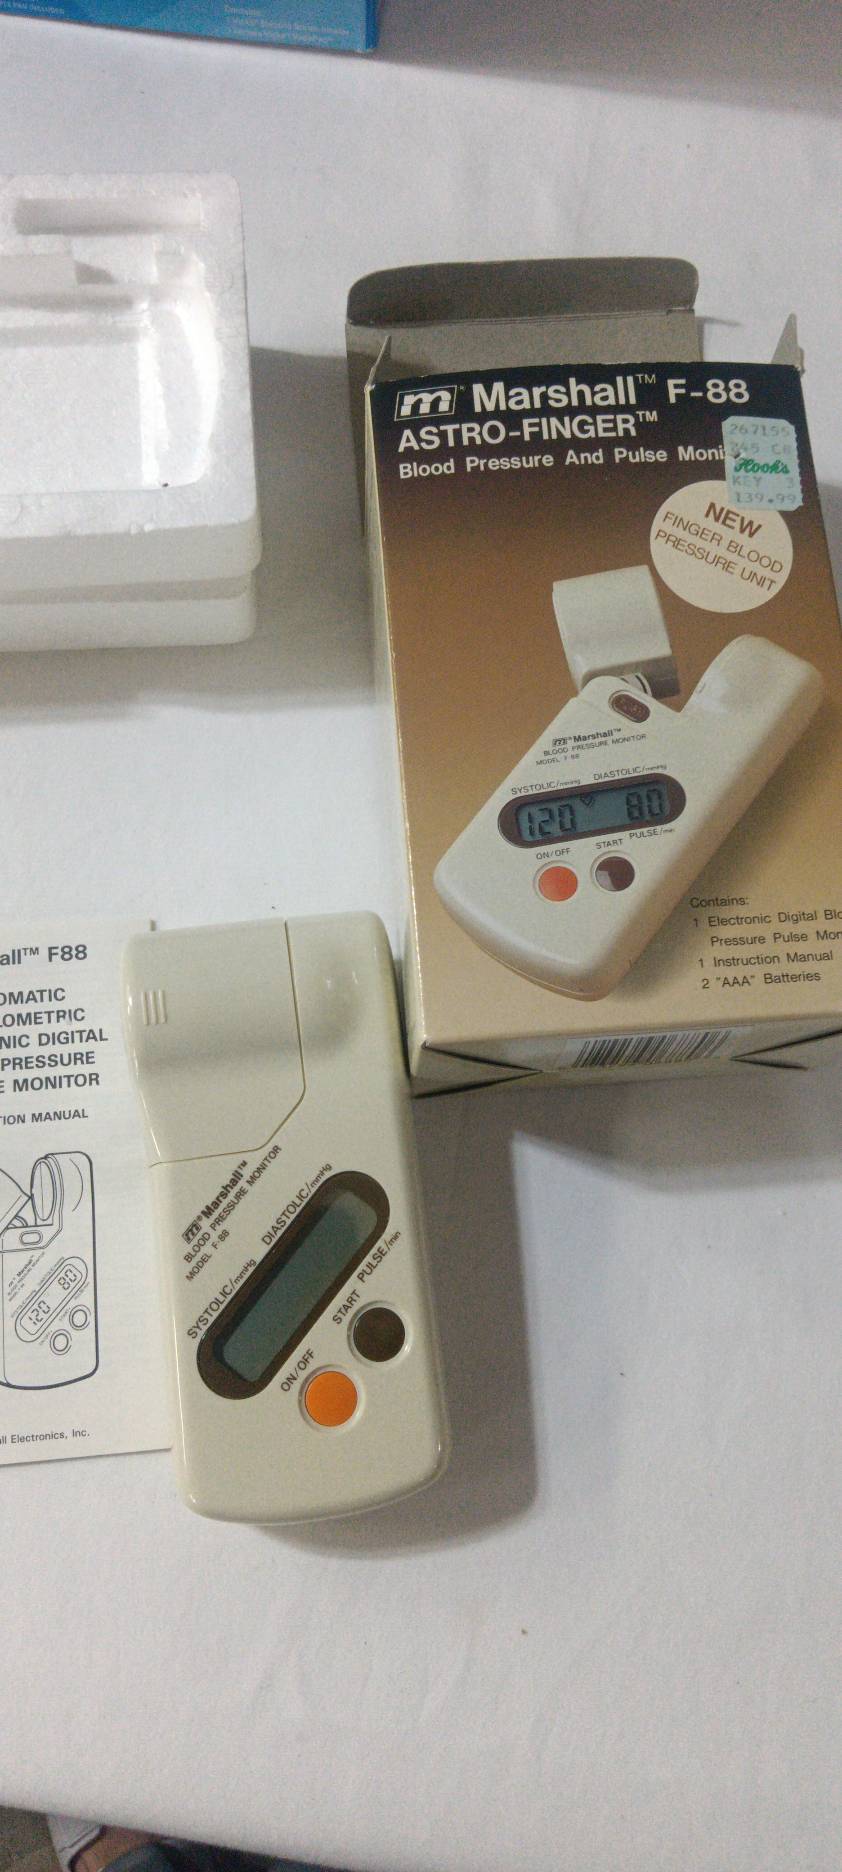 Marshall™ F-88
ASTRO-FINGER™
Blood Pressure And Pulse Moni
267155
Hook's
KEY 3
139.99
NEW
FINGER BLOOD
PRESSURE UNIT
m® Marshall™
BLOOD PRESSURE MONITOR
MODEL F-88
SYSTOLIC/mmHg DIASTOLIC/mmHg
120 80
ON/OFF START PULSE/min
Contains:
1 Electronic Digital Blo
Pressure Pulse Mon
1 Instruction Manual
2 "AAA" Batteries
all™ F88
OMATIC
LOMETRIC
NIC DIGITAL
PRESSURE
E MONITOR
TION MANUAL
120 80
ll Electronics, Inc.
m® Marshall™
BLOOD PRESSURE MONITOR
MODEL F-88
SYSTOLIC/mmHg DIASTOLIC/mmHg
ON/OFF START PULSE/min